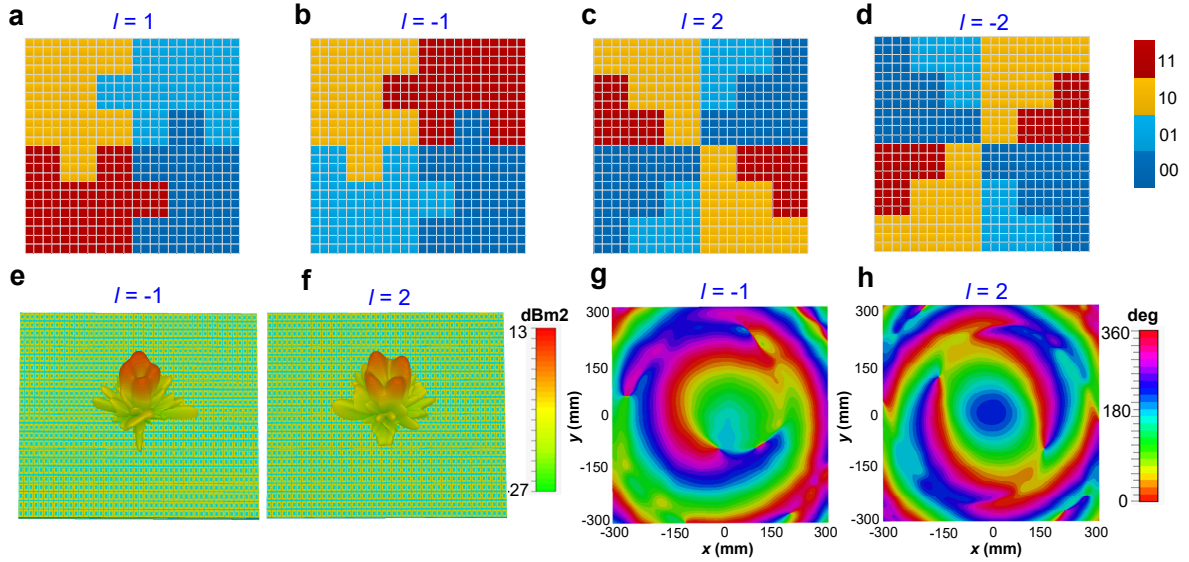 a
l = 1
b
l = -1
c
l = 2
d
l = -2
11
10
01
00
e
l = -1
f
l = 2
dBm2
13
-27
g
l = -1
300
150
0
-150
-300
y (mm)
-300
-150
0
150
300
x (mm)
h
l = 2
300
150
0
-150
-300
y (mm)
-300
-150
0
150
300
x (mm)
deg
360
180
0